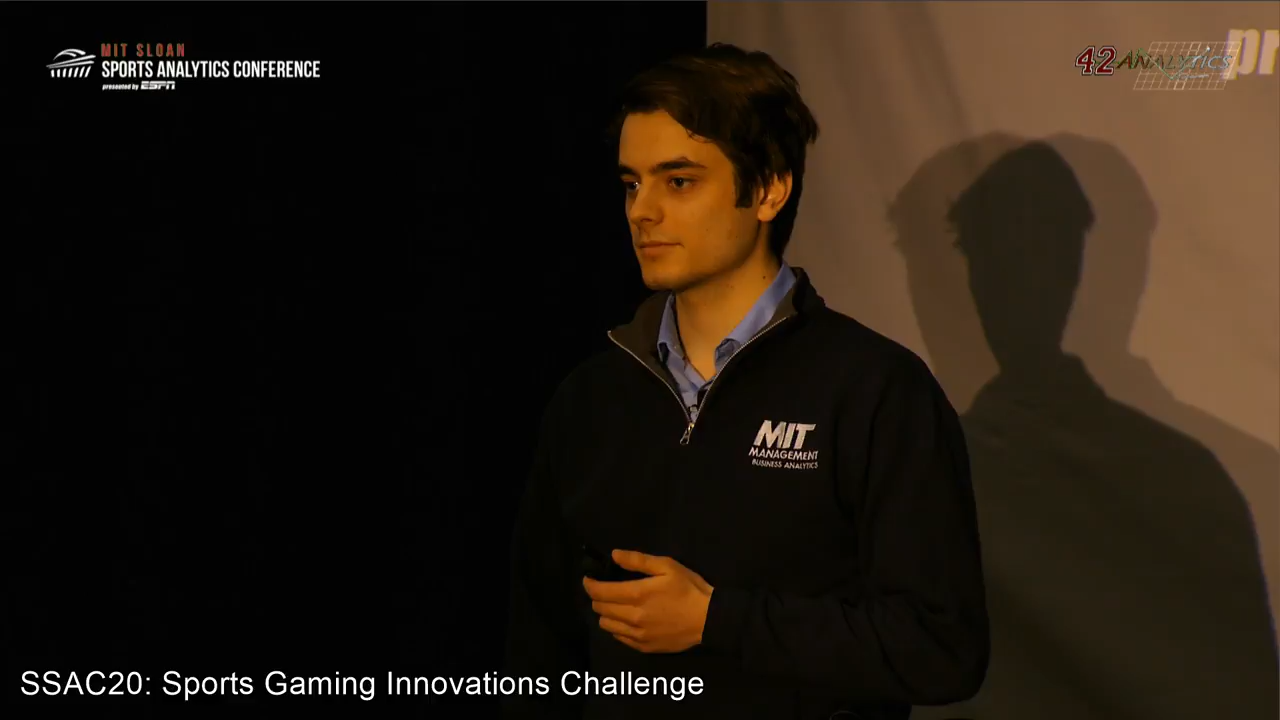 MIT SLOAN
SPORTS ANALYTICS CONFERENCE
presented by ESPN
42 ANALYTICS
pr
MIT
MANAGEMENT
BUSINESS ANALYTICS
SSAC20: Sports Gaming Innovations Challenge